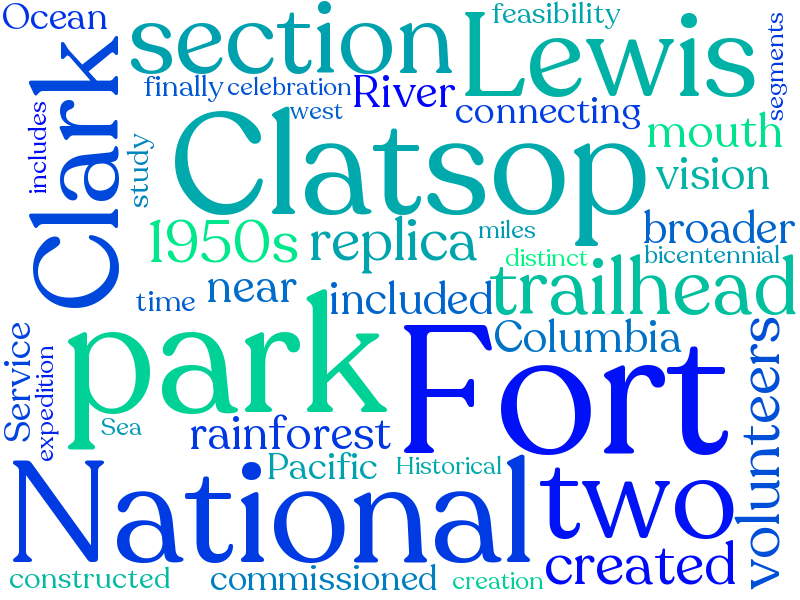 Ocean
section
feasibility
Lewis
segments
finally
celebration
River
west
connecting
Clark
includes
study
Clatsop
mouth
vision
1950s
replica
miles
broader
distinct
bicentennial
time
near
included
trailhead
park
Fort
Columbia
Service
expedition
Sea
rainforest
volunteers
Pacific
Historical
National
two
created
constructed
commissioned
creation